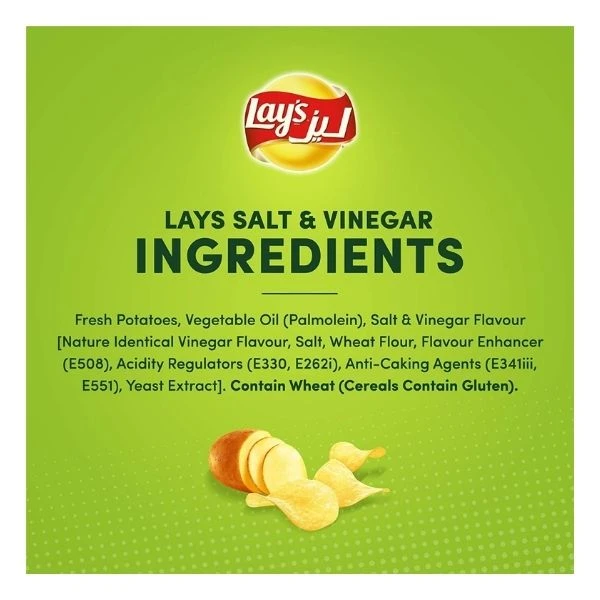 Lay's ليز
LAYS SALT & VINEGAR
INGREDIENTS
Fresh Potatoes, Vegetable Oil (Palmolein), Salt & Vinegar Flavour
[Nature Identical Vinegar Flavour, Salt, Wheat Flour, Flavour Enhancer
(E508), Acidity Regulators (E330, E262i), Anti-Caking Agents (E341iii,
E551), Yeast Extract]. Contain Wheat (Cereals Contain Gluten).